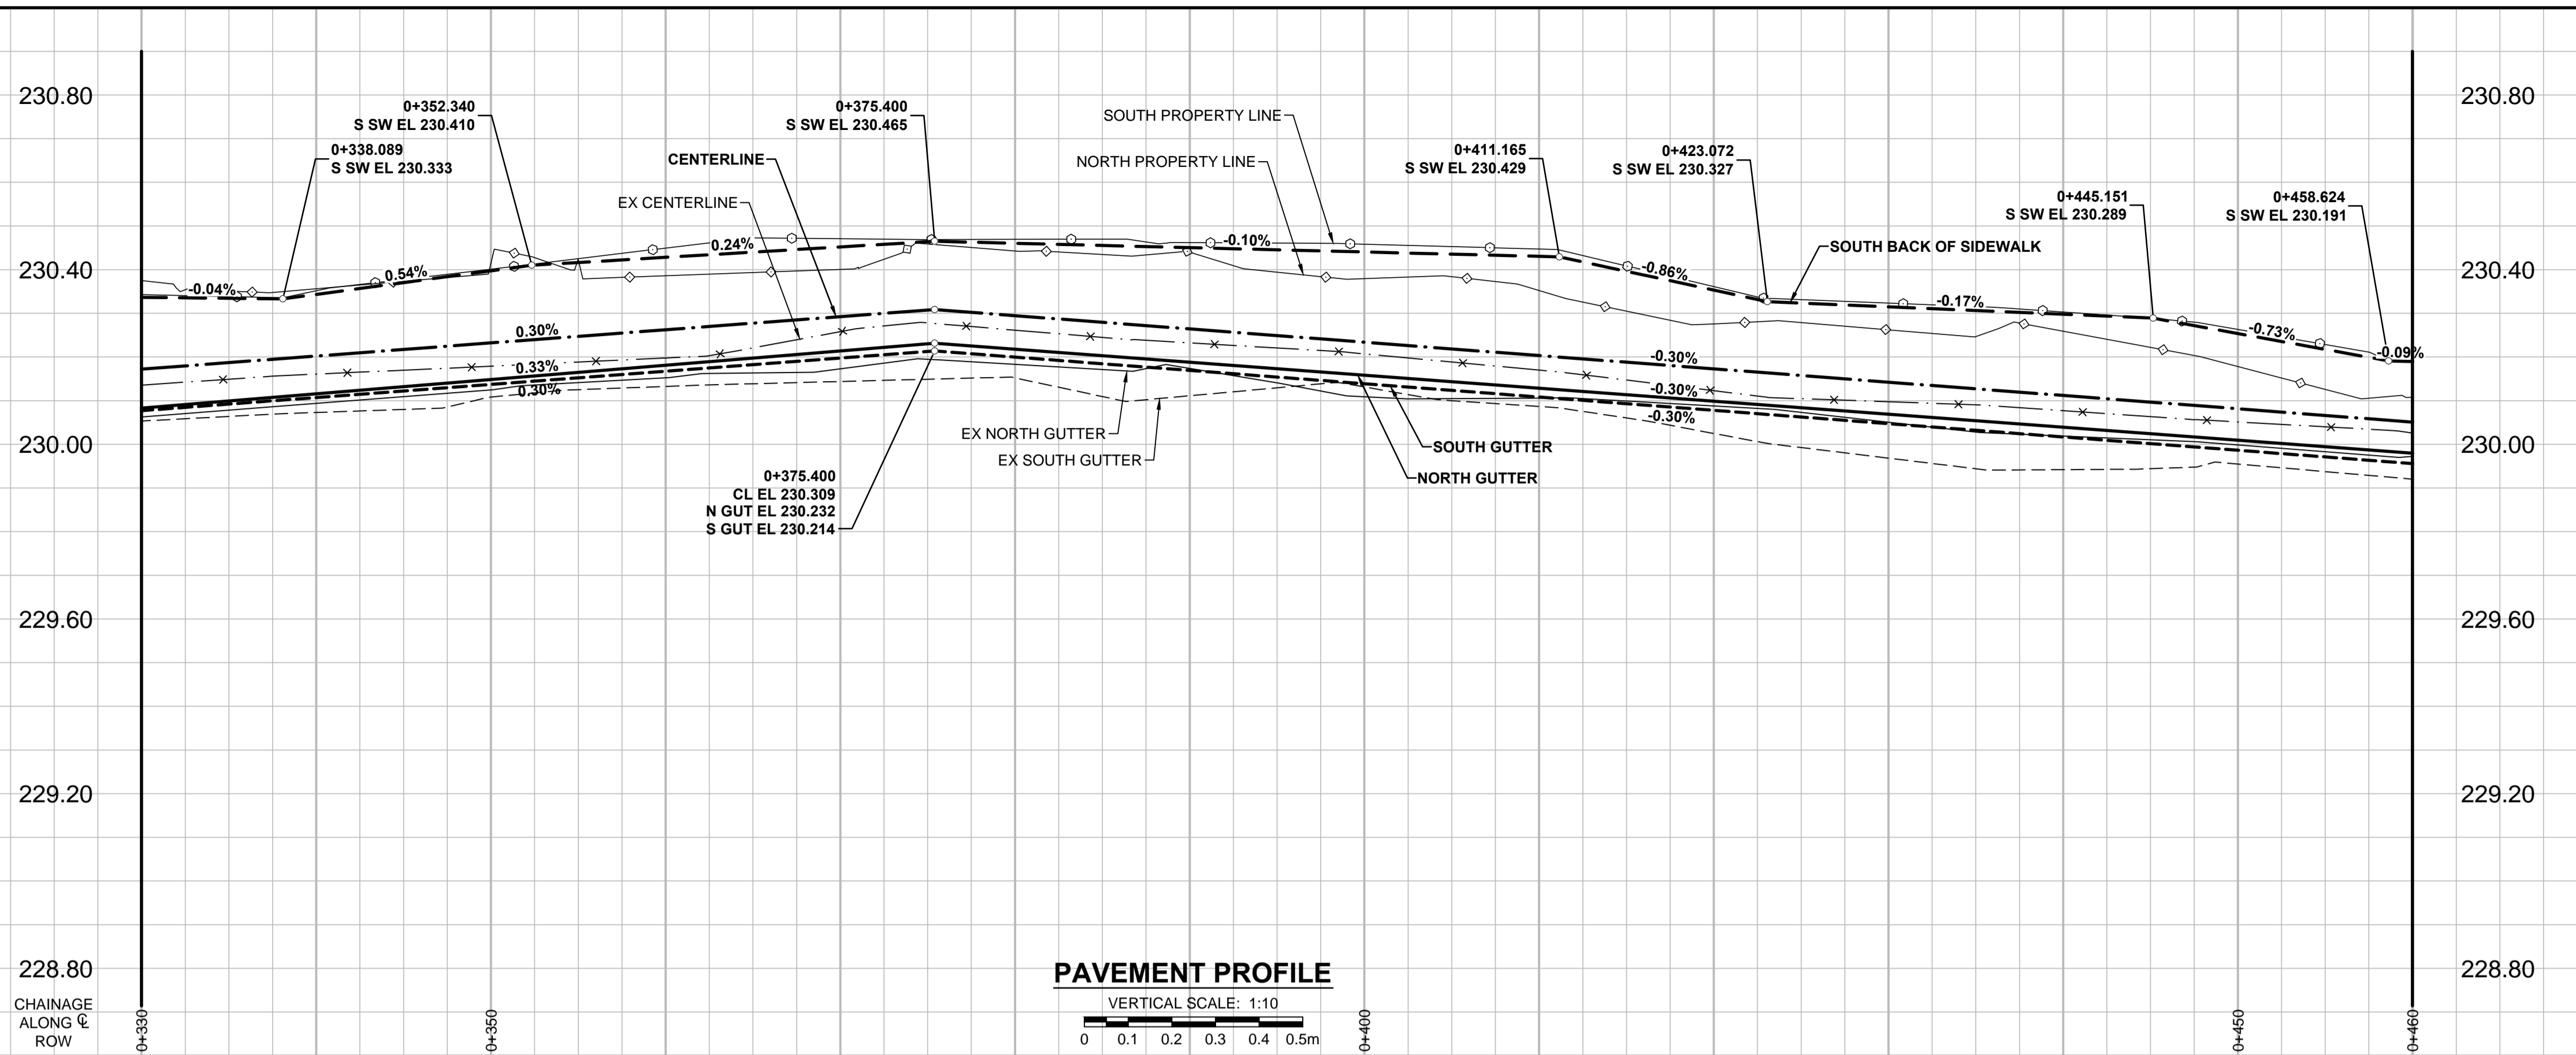 230.80
230.80
0+352.340
S SW EL 230.410
0+375.400
S SW EL 230.465
SOUTH PROPERTY LINE
0+338.089
S SW EL 230.333
CENTERLINE
NORTH PROPERTY LINE
0+411.165
S SW EL 230.429
0+423.072
S SW EL 230.327
EX CENTERLINE
0+445.151
S SW EL 230.289
0+458.624
S SW EL 230.191
0.24%
-0.10%
SOUTH BACK OF SIDEWALK
230.40
0.54%
-0.86%
230.40
-0.04%
-0.17%
0.30%
-0.73%
-0.30%
-0.09%
0.33%
0.30%
-0.30%
-0.30%
230.00
EX NORTH GUTTER
EX SOUTH GUTTER
SOUTH GUTTER
NORTH GUTTER
230.00
0+375.400
CL EL 230.309
N GUT EL 230.232
S GUT EL 230.214
229.60
229.60
229.20
229.20
228.80
228.80
PAVEMENT PROFILE
VERTICAL SCALE: 1:10
0 0.1 0.2 0.3 0.4 0.5m
CHAINAGE
ALONG ℄
ROW
0+330
0+350
0+400
0+450
0+460